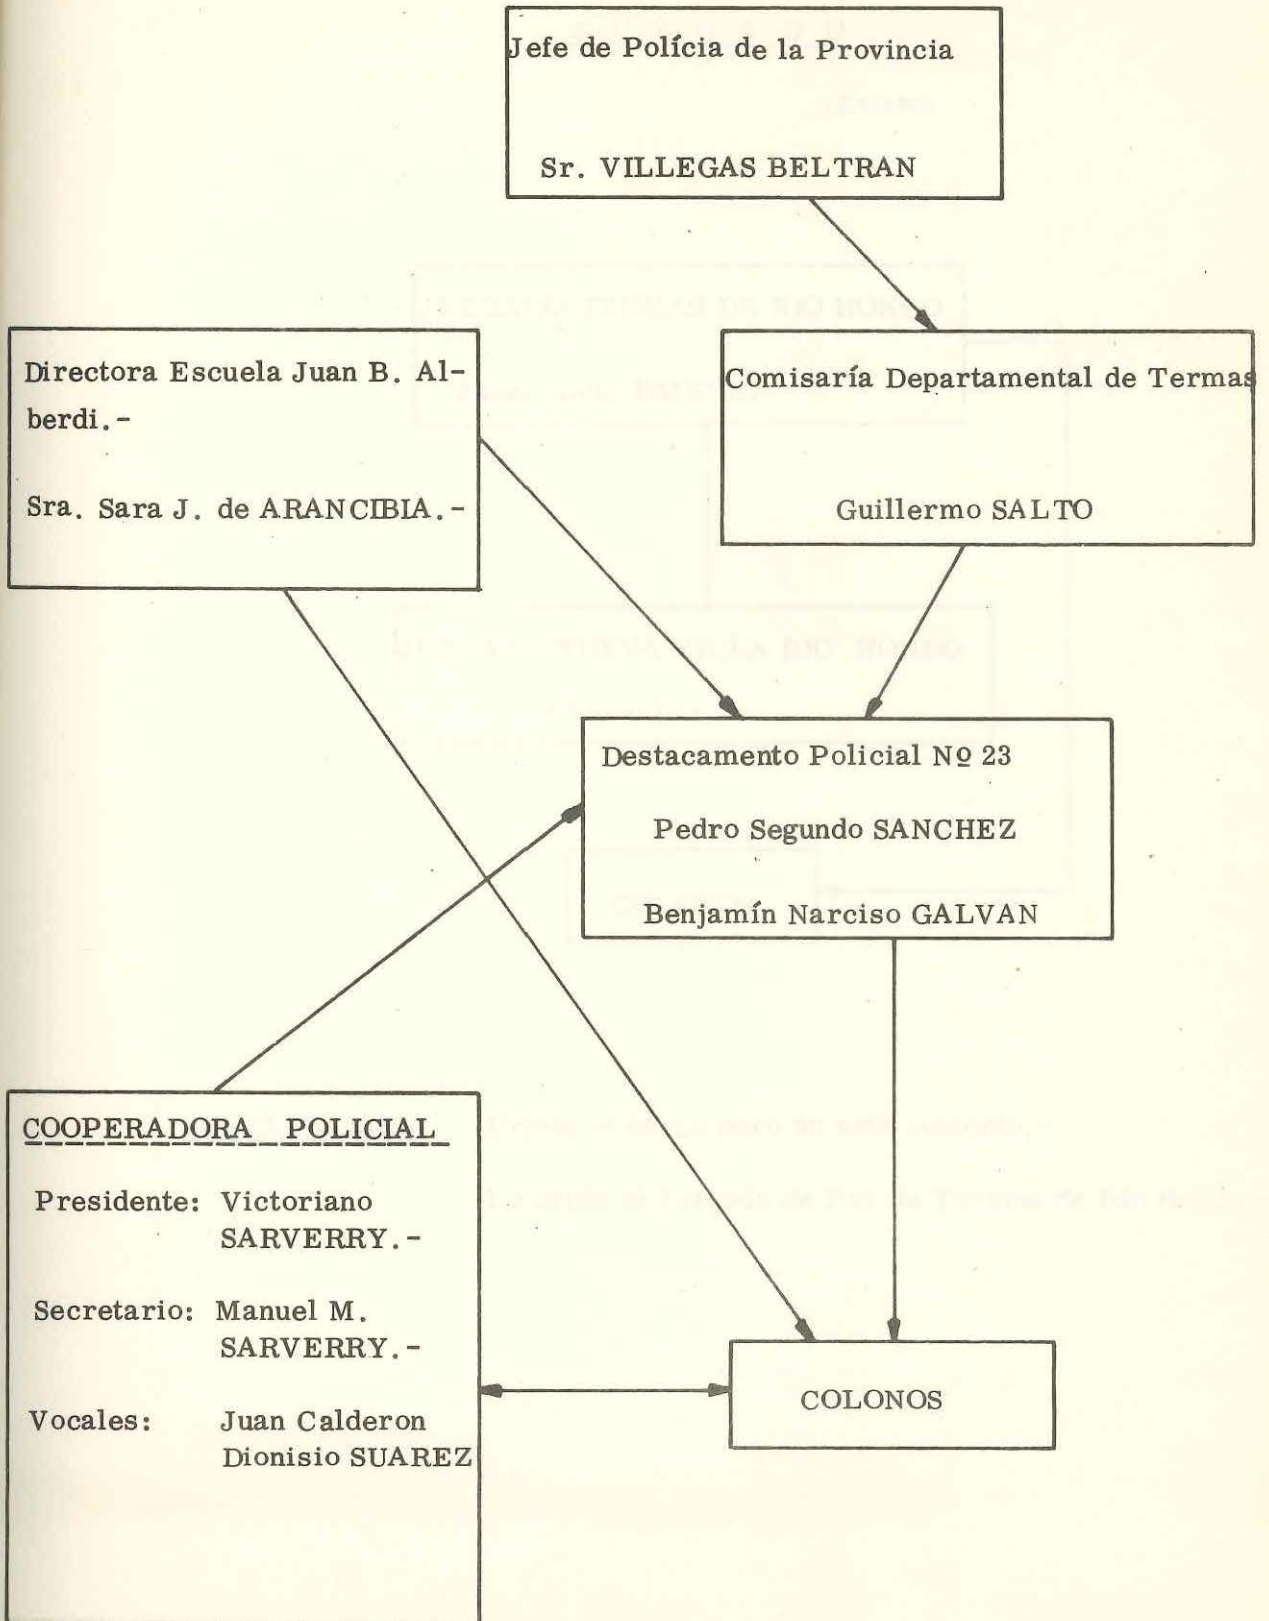 Jefe de Polícia de la Provincia
Sr. VILLEGAS BELTRAN
Directora Escuela Juan B. Al-
berdi.-
Sra. Sara J. de ARANCIBIA.-
Comisaría Departamental de Termas
Guillermo SALTO
Destacamento Policial Nº 23
Pedro Segundo SANCHEZ
Benjamín Narciso GALVAN
COOPERADORA POLICIAL
Presidente: Victoriano
SARVERRY.-
Secretario: Manuel M.
SARVERRY.-
Vocales: Juan Calderon
Dionisio SUAREZ
COLONOS